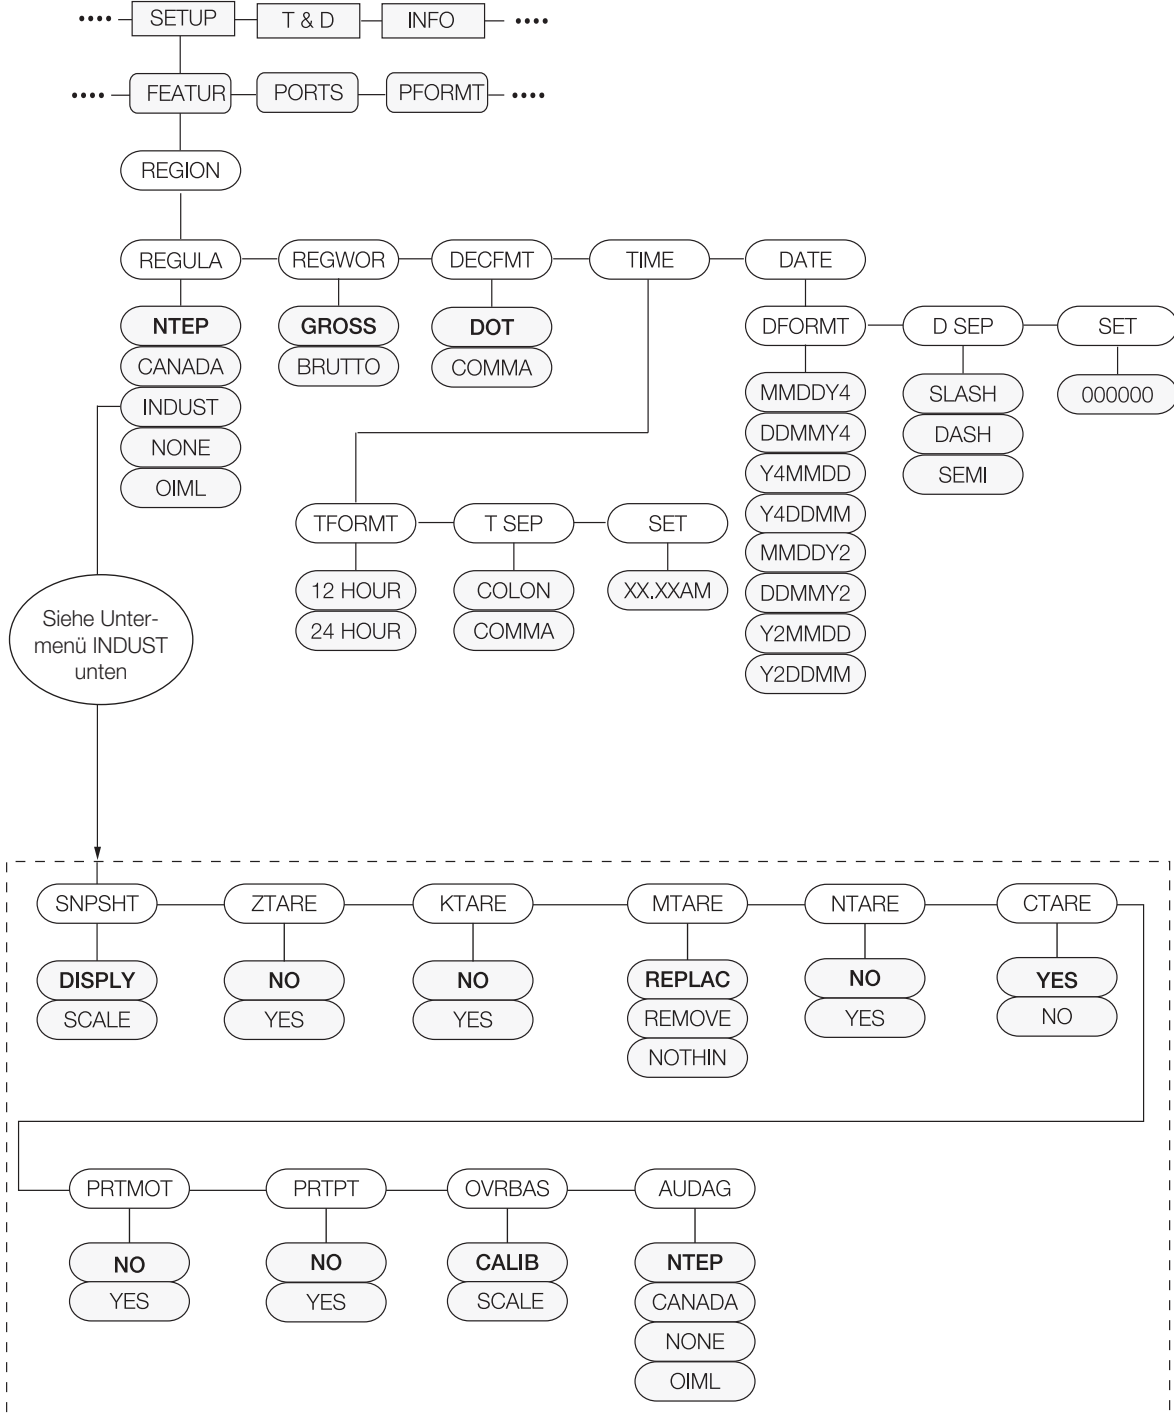 •••• SETUP T & D INFO ••••
•••• FEATUR PORTS PFORMT ••••
REGION
REGULA REGWOR DECFMT TIME DATE
NTEP
CANADA
INDUST
NONE
OIML
GROSS
BRUTTO
DOT
COMMA
DFORMT D SEP SET
MMDDY4
DDMMY4
Y4MMDD
Y4DDMM
MMDDY2
DDMMY2
Y2MMDD
Y2DDMM
SLASH
DASH
SEMI
000000
TFORMT T SEP SET
12 HOUR
24 HOUR
COLON
COMMA
XX.XXAM
Siehe Unter-
menü INDUST
unten
SNPSHT ZTARE KTARE MTARE NTARE CTARE
DISPLY
SCALE
NO
YES
NO
YES
REPLAC
REMOVE
NOTHIN
NO
YES
YES
NO
PRTMOT PRTPT OVRBAS AUDAG
NO
YES
NO
YES
CALIB
SCALE
NTEP
CANADA
NONE
OIML